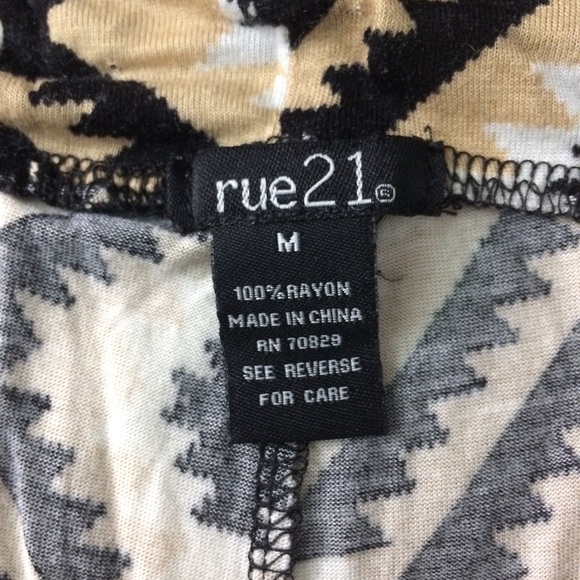 rue21®
M
100% RAYON
MADE IN CHINA
RN 70829
SEE REVERSE
FOR CARE